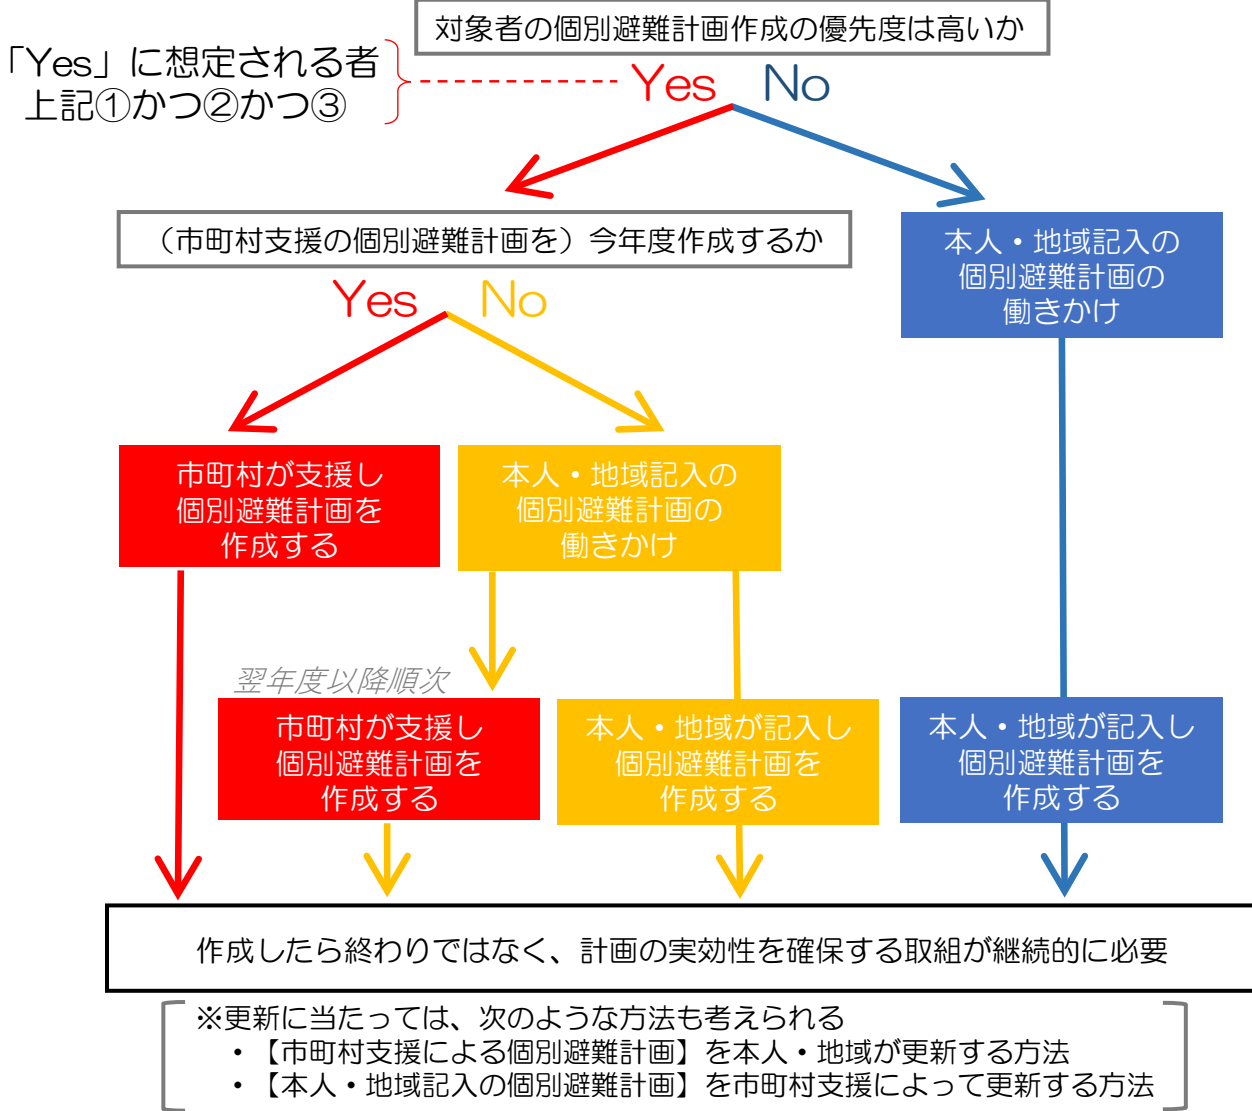 対象者の個別避難計画作成の優先度は高いか
「Yes」に想定される者
上記①かつ②かつ③
Yes No
（市町村支援の個別避難計画を）今年度作成するか
本人・地域記入の
個別避難計画の
働きかけ
Yes No
市町村が支援し
個別避難計画を
作成する
本人・地域記入の
個別避難計画の
働きかけ
翌年度以降順次
市町村が支援し
個別避難計画を
作成する
本人・地域が記入し
個別避難計画を
作成する
本人・地域が記入し
個別避難計画を
作成する
作成したら終わりではなく、計画の実効性を確保する取組が継続的に必要
※更新に当たっては、次のような方法も考えられる
・【市町村支援による個別避難計画】を本人・地域が更新する方法
・【本人・地域記入の個別避難計画】を市町村支援によって更新する方法